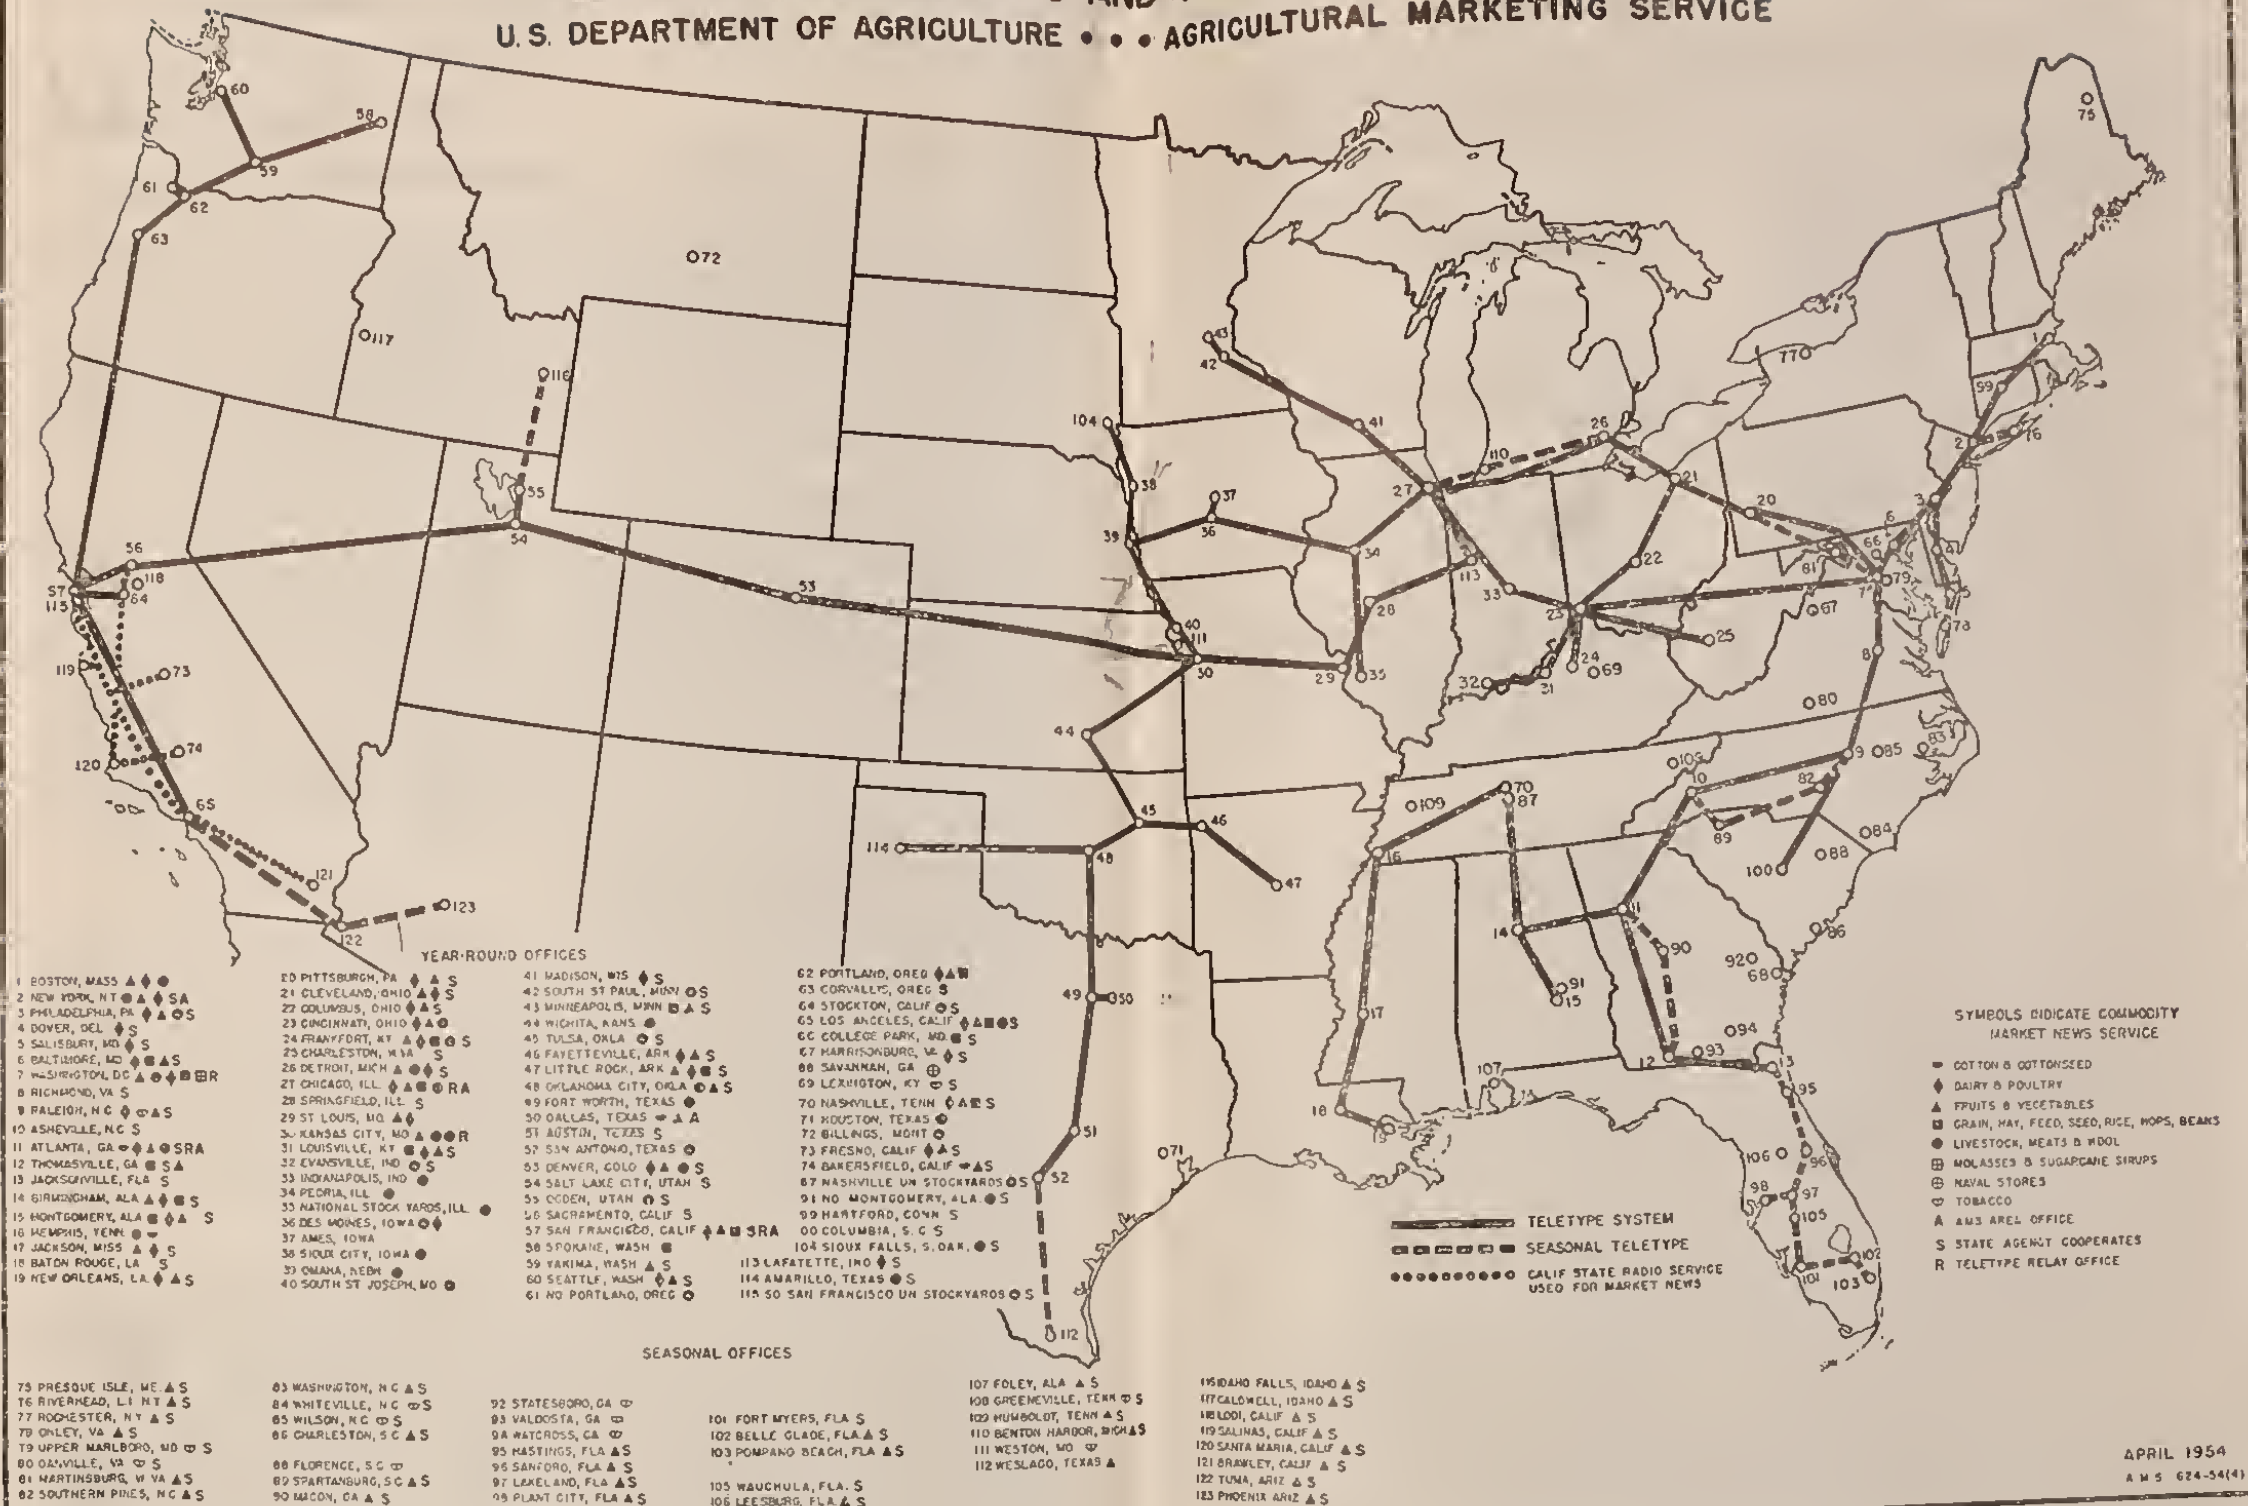 AND
U.S. DEPARTMENT OF AGRICULTURE • • • AGRICULTURAL MARKETING SERVICE
YEAR-ROUND OFFICES
1 BOSTON, MASS
2 NEW YORK, NY SA
3 PHILADELPHIA, PA S
4 DOVER, DEL S
5 SALISBURY, MD S
6 BALTIMORE, MD S
7 WASHINGTON, DC R
8 RICHMOND, VA S
9 RALEIGH, N C S
10 ASHEVILLE, N C S
11 ATLANTA, GA SRA
12 THOMASVILLE, GA S
13 JACKSONVILLE, FLA S
14 BIRMINGHAM, ALA S
15 MONTGOMERY, ALA S
16 MEMPHIS, TENN
17 JACKSON, MISS S
18 BATON ROUGE, LA S
19 NEW ORLEANS, LA S
20 PITTSBURGH, PA S
21 CLEVELAND, OHIO S
22 COLUMBUS, OHIO S
23 CINCINNATI, OHIO
24 FRANKFORT, KY S
25 CHARLESTON, W VA S
26 DETROIT, MICH S
27 CHICAGO, ILL RA
28 SPRINGFIELD, ILL S
29 ST LOUIS, MO
30 KANSAS CITY, MO R
31 LOUISVILLE, KY S
32 EVANSVILLE, IND S
33 INDIANAPOLIS, IND
34 PEORIA, ILL
35 NATIONAL STOCK YARDS, ILL
36 DES MOINES, IOWA
37 AMES, IOWA
38 SIOUX CITY, IOWA
39 OMAHA, NEBR
40 SOUTH ST JOSEPH, MO
41 MADISON, WIS S
42 SOUTH ST PAUL, MINN S
43 MINNEAPOLIS, MINN S
44 WICHITA, KANS
45 TULSA, OKLA S
46 FAYETTEVILLE, ARK S
47 LITTLE ROCK, ARK S
48 OKLAHOMA CITY, OKLA S
49 FORT WORTH, TEXAS
50 DALLAS, TEXAS A
51 AUSTIN, TEXAS S
52 SAN ANTONIO, TEXAS
53 DENVER, COLO S
54 SALT LAKE CITY, UTAH S
55 OGDEN, UTAH S
56 SACRAMENTO, CALIF S
57 SAN FRANCISCO, CALIF SRA
58 SPOKANE, WASH
59 YAKIMA, WASH S
60 SEATTLE, WASH S
61 NO PORTLAND, OREG
62 PORTLAND, OREG
63 CORVALLIS, OREG S
64 STOCKTON, CALIF S
65 LOS ANGELES, CALIF S
66 COLLEGE PARK, MD S
67 HARRISONBURG, VA S
68 SAVANNAH, GA
69 LEXINGTON, KY S
70 NASHVILLE, TENN S
71 HOUSTON, TEXAS
72 BILLINGS, MONT
73 FRESNO, CALIF S
74 BAKERSFIELD, CALIF S
87 NASHVILLE UN STOCKYARDS S
91 NO MONTGOMERY, ALA. S
99 HARTFORD, CONN S
00 COLUMBIA, S. C S
104 SIOUX FALLS, S. DAK. S
113 LAFAYETTE, IND S
114 AMARILLO, TEXAS S
115 SO SAN FRANCISCO UN STOCKYARDS S
SYMBOLS INDICATE COMMODITY
MARKET NEWS SERVICE
COTTON & COTTONSEED
DAIRY & POULTRY
FRUITS & VEGETABLES
GRAIN, HAY, FEED, SEED, RICE, HOPS, BEANS
LIVESTOCK, MEATS & WOOL
MOLASSES & SUGARCANE SIRUPS
NAVAL STORES
TOBACCO
A AMS AREA OFFICE
S STATE AGENCY COOPERATES
R TELETYPE RELAY OFFICE
TELETYPE SYSTEM
SEASONAL TELETYPE
CALIF STATE RADIO SERVICE
USED FOR MARKET NEWS
SEASONAL OFFICES
75 PRESQUE ISLE, ME. S
76 RIVERHEAD, L.I. N.Y S
77 ROCHESTER, N Y S
78 ONLEY, VA S
79 UPPER MARLBORO, MD S
80 DANVILLE, VA S
81 MARTINSBURG, W VA S
82 SOUTHERN PINES, N C S
83 WASHINGTON, N C S
84 WHITEVILLE, N C S
85 WILSON, N C S
86 CHARLESTON, S C S
88 FLORENCE, S C
89 SPARTANBURG, S C S
90 MACON, GA S
92 STATESBORO, GA
93 VALDOSTA, GA
94 WAYCROSS, GA
95 HASTINGS, FLA S
96 SANFORD, FLA S
97 LAKELAND, FLA S
98 PLANT CITY, FLA S
101 FORT MYERS, FLA S
102 BELLE GLADE, FLA. S
103 POMPANO BEACH, FLA S
105 WAUCHULA, FLA. S
106 LEESBURG, FLA. S
107 FOLEY, ALA S
108 GREENEVILLE, TENN S
109 HUMBOLDT, TENN S
110 BENTON HARBOR, MICH S
111 WESTON, MO
112 WESLACO, TEXAS
116 IDAHO FALLS, IDAHO S
117 CALDWELL, IDAHO S
118 LODI, CALIF S
119 SALINAS, CALIF S
120 SANTA MARIA, CALIF S
121 BRAWLEY, CALIF S
122 YUMA, ARIZ S
123 PHOENIX ARIZ S
APRIL 1954
A M S 624-54(4)